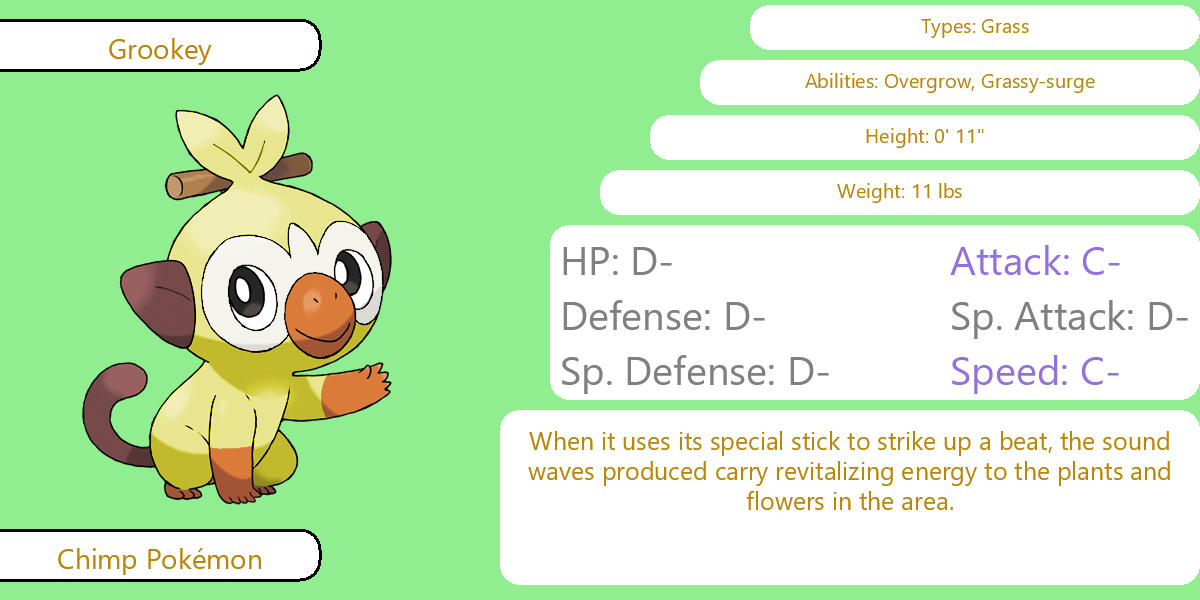 Grookey
Types: Grass
Abilities: Overgrow, Grassy-surge
Height: 0' 11"
Weight: 11 lbs
HP: D-
Attack: C-
Defense: D-
Sp. Attack: D-
Sp. Defense: D-
Speed: C-
When it uses its special stick to strike up a beat, the sound
waves produced carry revitalizing energy to the plants and
flowers in the area.
Chimp Pokémon